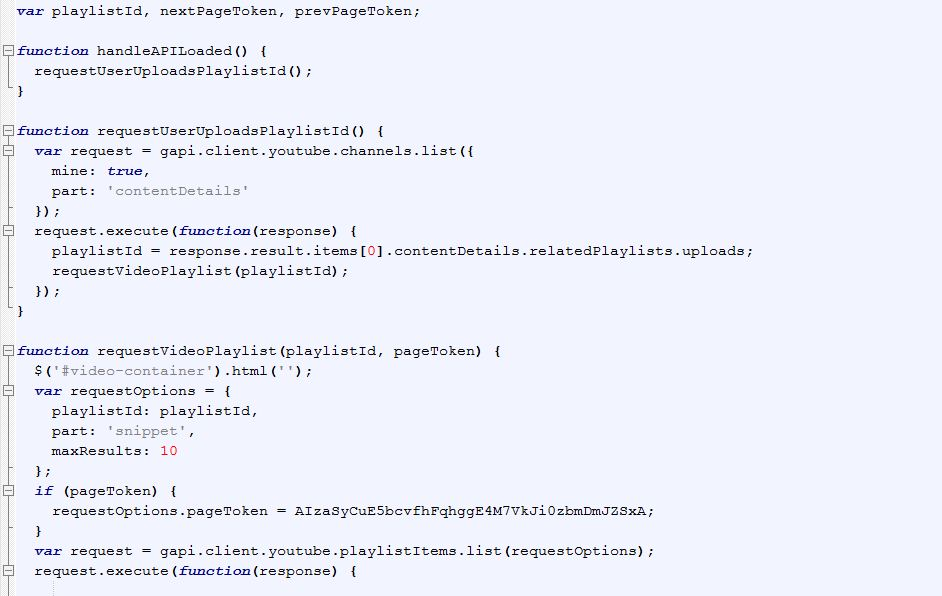 var playlistId, nextPageToken, prevPageToken;
function handleAPILoaded() {
requestUserUploadsPlaylistId();
}
function requestUserUploadsPlaylistId() {
var request = gapi.client.youtube.channels.list({
mine: true,
part: 'contentDetails'
});
request.execute(function(response) {
playlistId = response.result.items[0].contentDetails.relatedPlaylists.uploads;
requestVideoPlaylist(playlistId);
});
}
function requestVideoPlaylist(playlistId, pageToken) {
$('#video-container').html('');
var requestOptions = {
playlistId: playlistId,
part: 'snippet',
maxResults: 10
};
if (pageToken) {
requestOptions.pageToken = AIzaSyCuE5bcvfhFqhggE4M7VkJi0zbmDmJZSxA;
}
var request = gapi.client.youtube.playlistItems.list(requestOptions);
request.execute(function(response) {